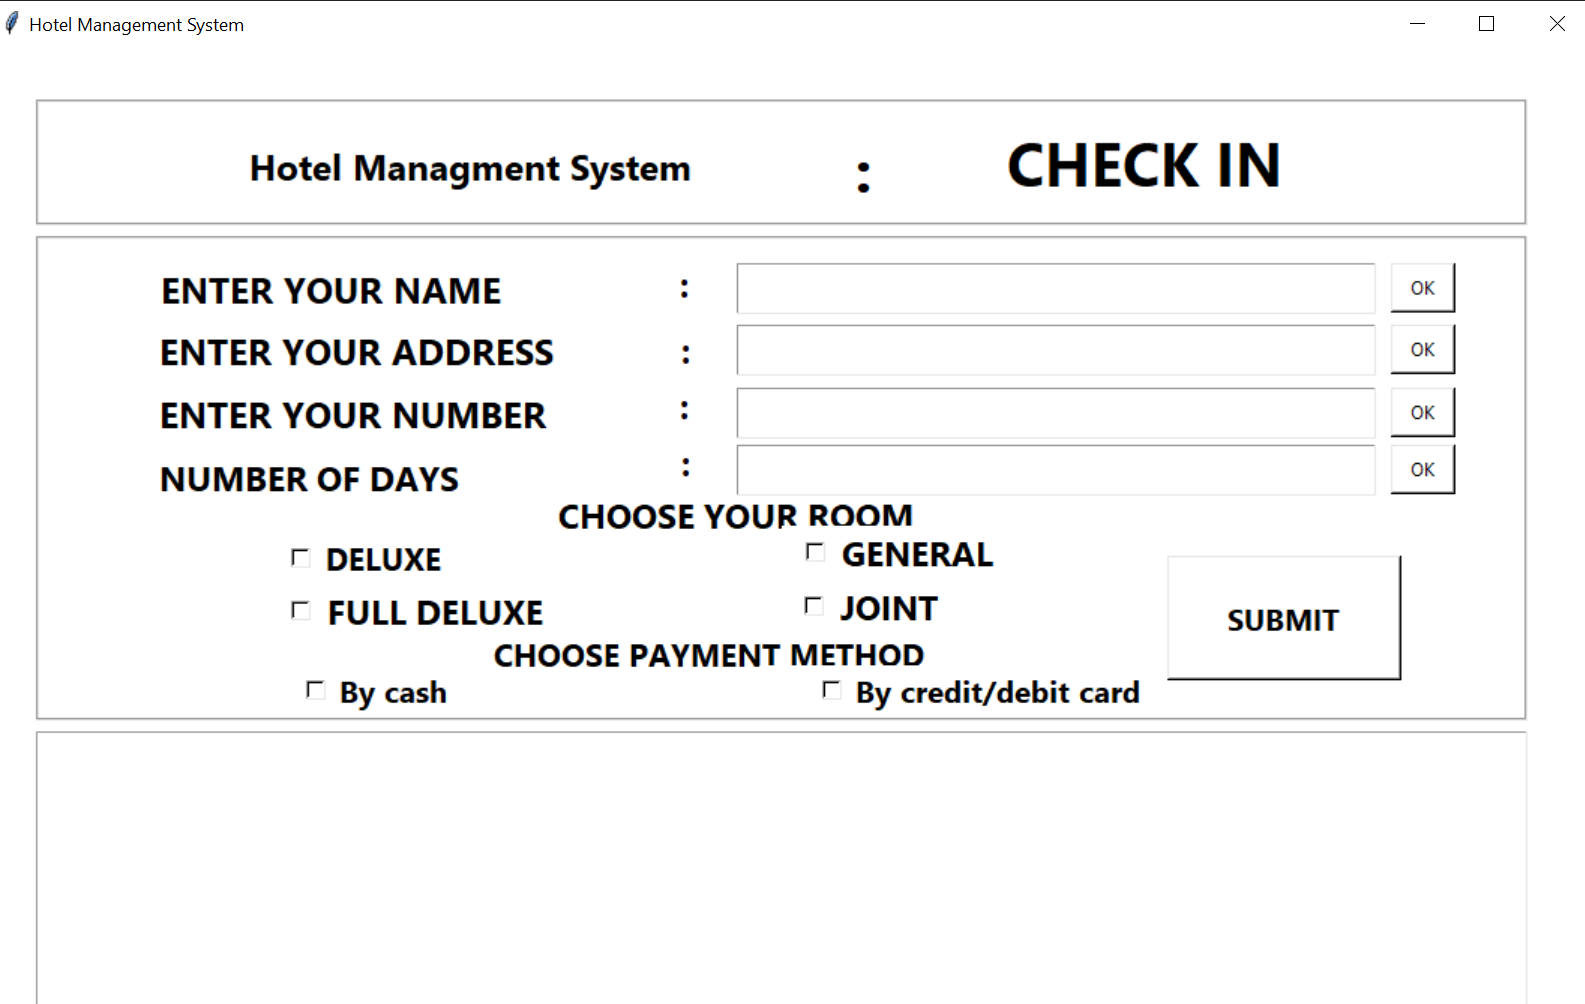 Hotel Management System
Hotel Managment System : CHECK IN
ENTER YOUR NAME : OK
ENTER YOUR ADDRESS : OK
ENTER YOUR NUMBER : OK
NUMBER OF DAYS : OK
CHOOSE YOUR ROOM
DELUXE GENERAL
FULL DELUXE JOINT
SUBMIT
CHOOSE PAYMENT METHOD
By cash By credit/debit card